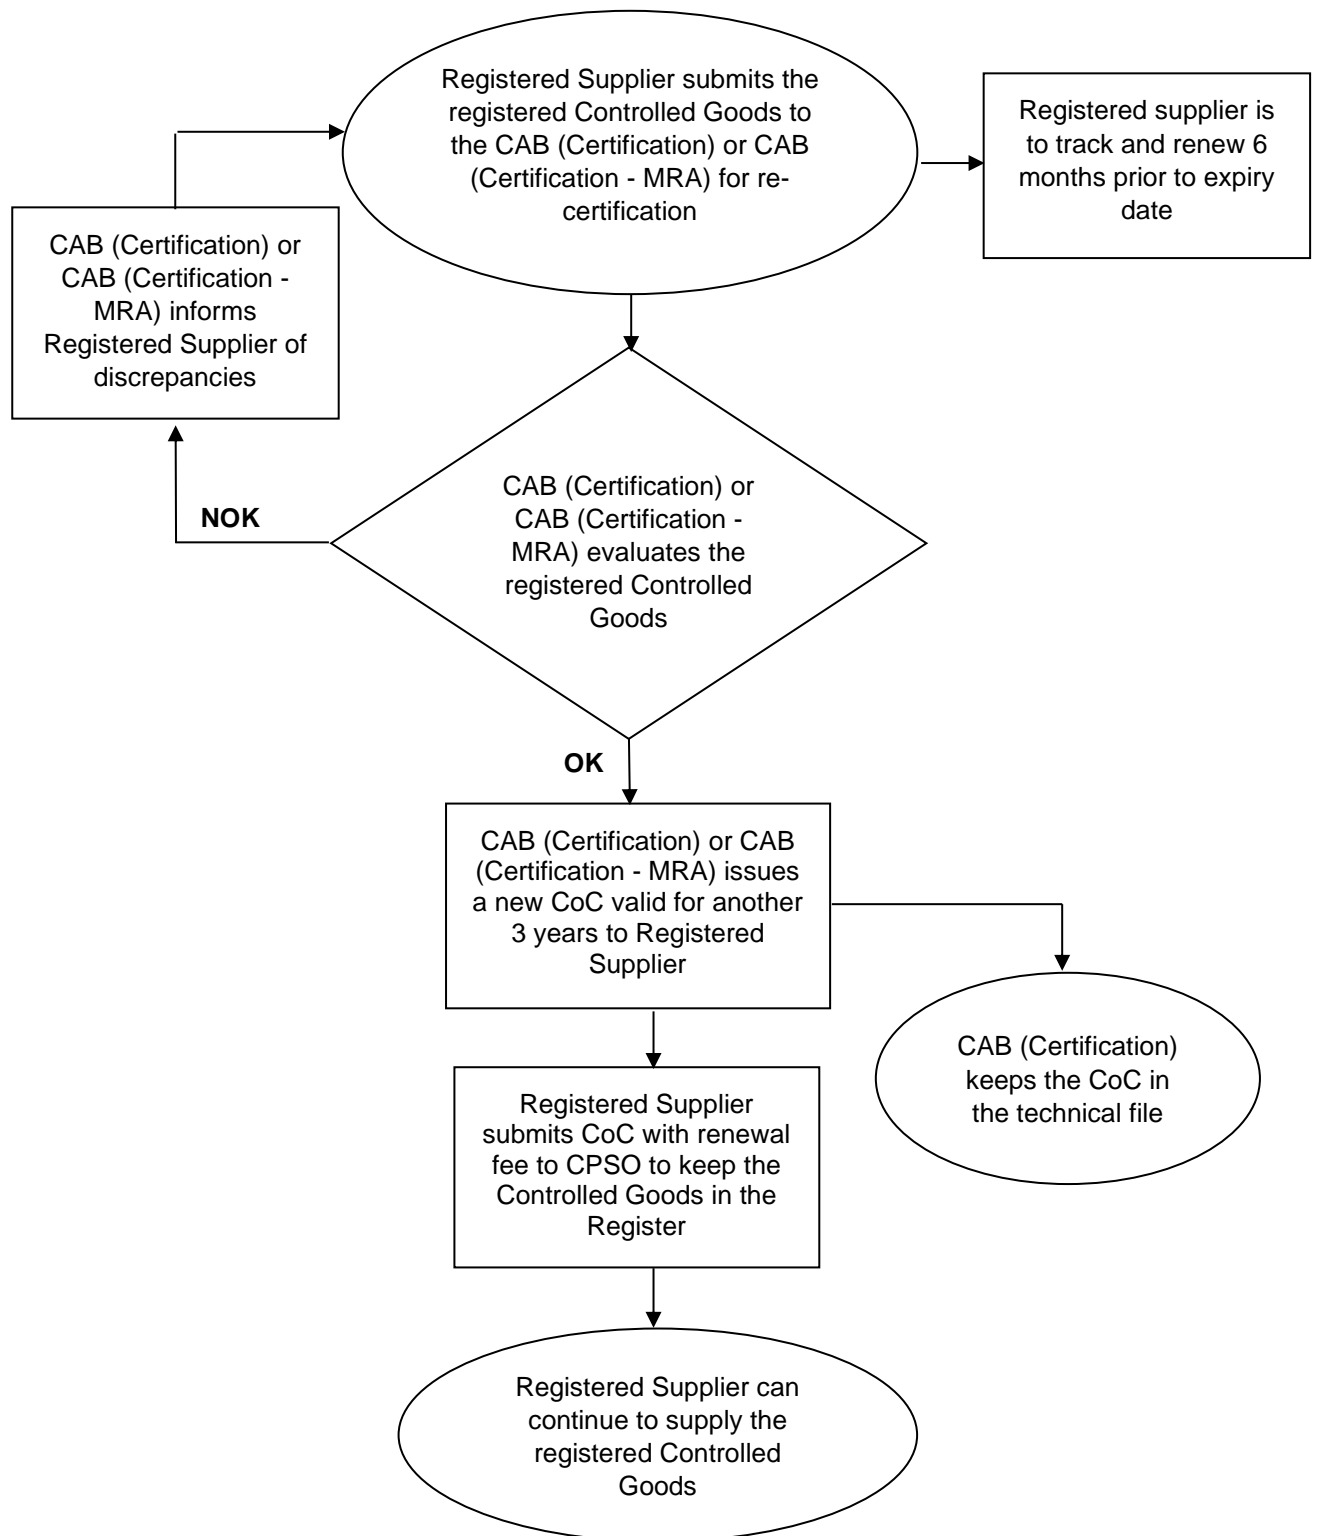 Registered Supplier submits the
registered Controlled Goods to
the CAB (Certification) or CAB
(Certification - MRA) for re-
certification
Registered supplier is
to track and renew 6
months prior to expiry
date
CAB (Certification) or
CAB (Certification -
MRA) informs
Registered Supplier of
discrepancies
CAB (Certification) or
CAB (Certification -
MRA) evaluates the
registered Controlled
Goods
NOK
OK
CAB (Certification) or CAB
(Certification - MRA) issues
a new CoC valid for another
3 years to Registered
Supplier
CAB (Certification)
keeps the CoC in
the technical file
Registered Supplier
submits CoC with renewal
fee to CPSO to keep the
Controlled Goods in the
Register
Registered Supplier can
continue to supply the
registered Controlled
Goods